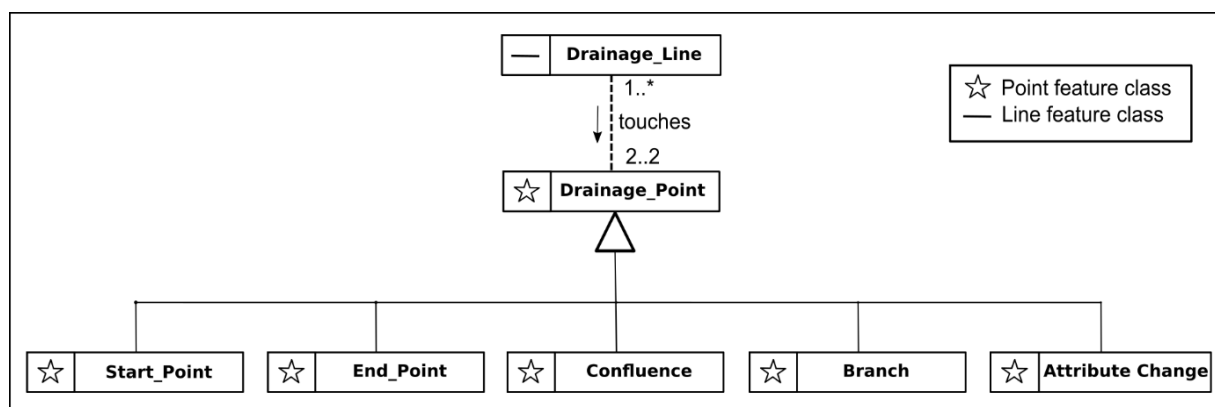 Drainage_Line
1..*
touches
2..2
Drainage_Point
Point feature class
Line feature class
Start_Point
End_Point
Confluence
Branch
Attribute Change